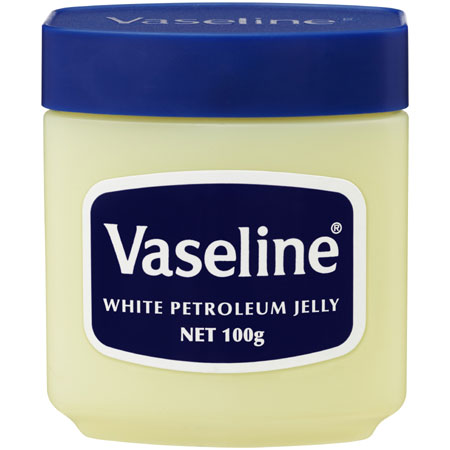 Vaseline®
Vaseline®
WHITE PETROLEUM JELLY
NET 100g